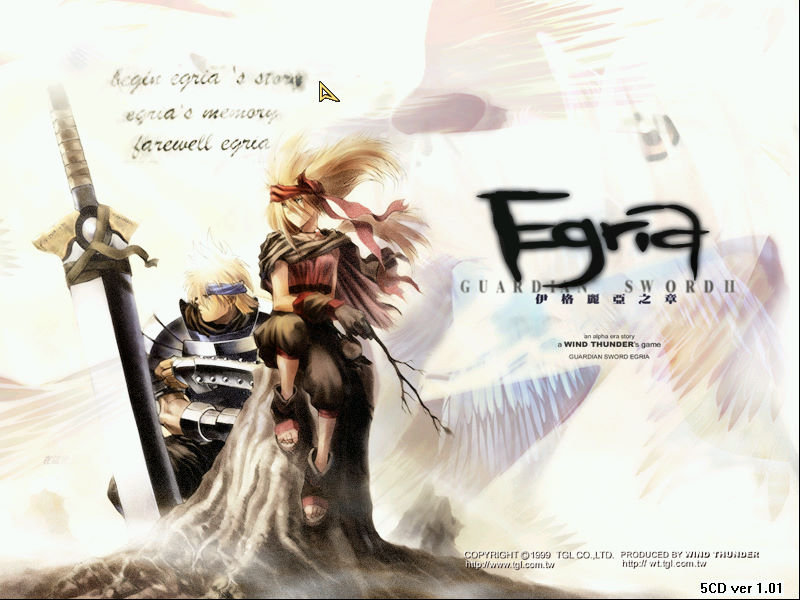 begin egria 's story
egria's memory
farewell egria
Egria
GUARDIAN SWORD II
伊格麗亞之章
an alpha era story
a WIND THUNDER's game
GUARDIAN SWORD EGRIA
COPYRIGHT ©1999 TGL CO.,LTD. PRODUCED BY WIND THUNDER
http://www.tgl.com.tw http:// wt.tgl.com.tw
5CD ver 1.01